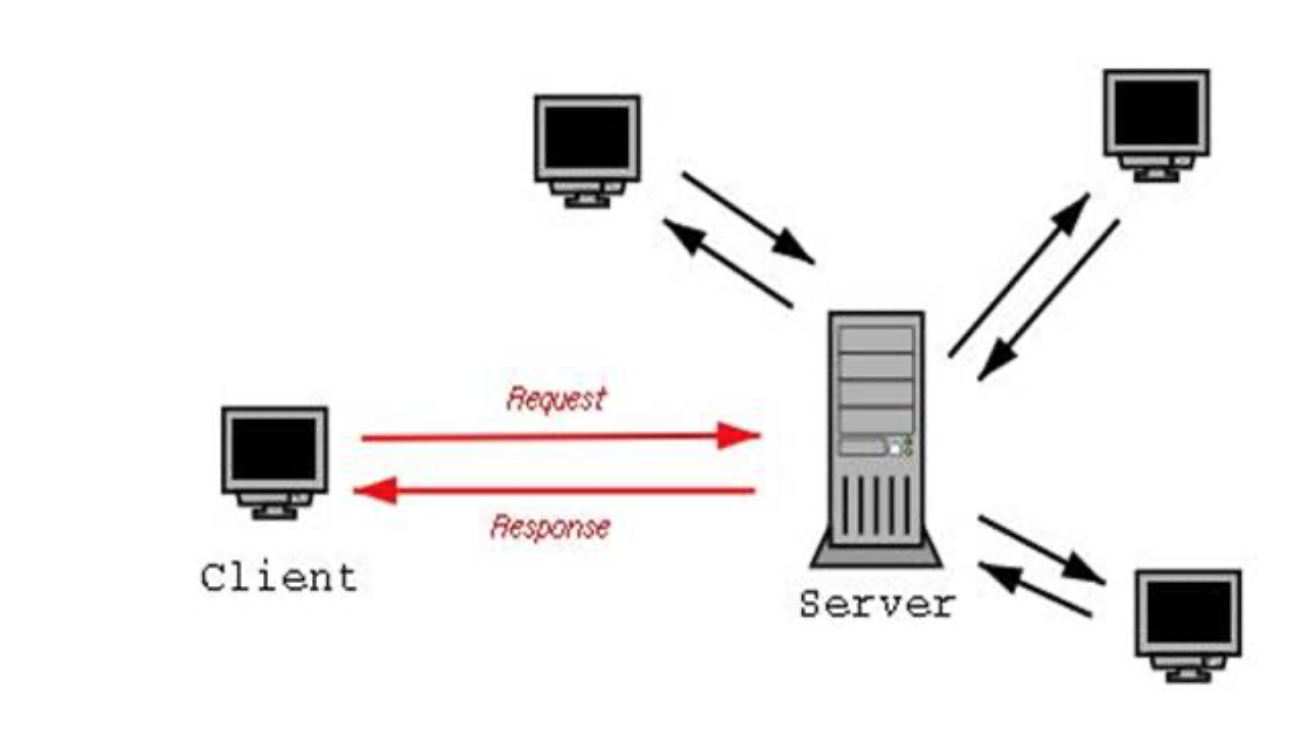 Request
Response
Client
Server